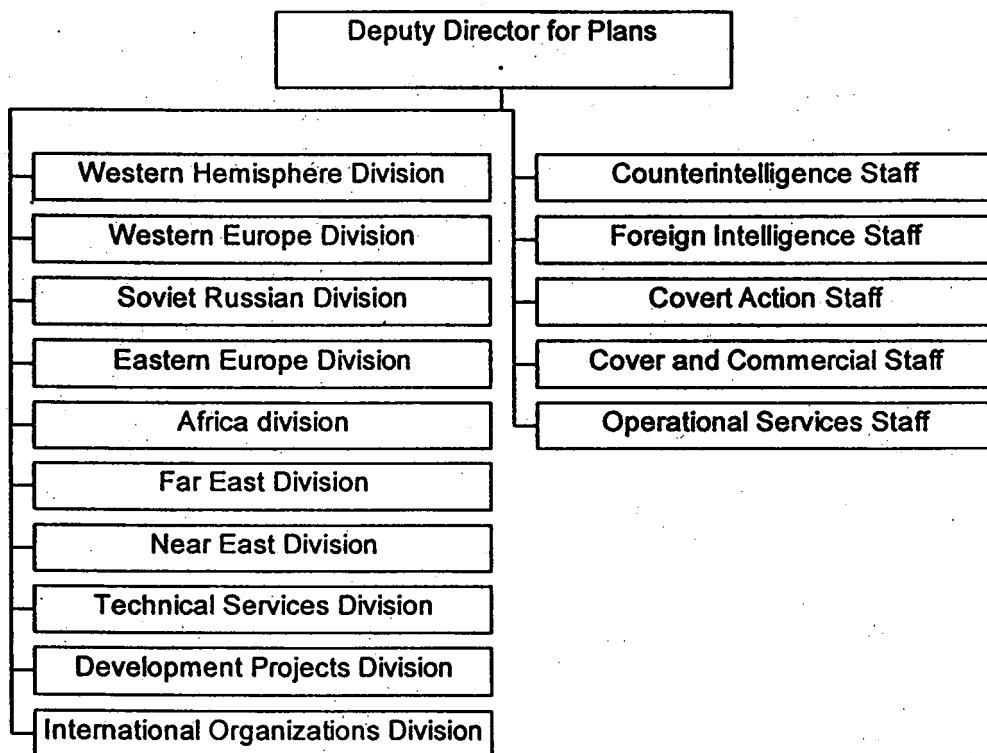 Deputy Director for Plans
Western Hemisphere Division
Western Europe Division
Soviet Russian Division
Eastern Europe Division
Africa division
Far East Division
Near East Division
Technical Services Division
Development Projects Division
International Organizations Division
Counterintelligence Staff
Foreign Intelligence Staff
Covert Action Staff
Cover and Commercial Staff
Operational Services Staff